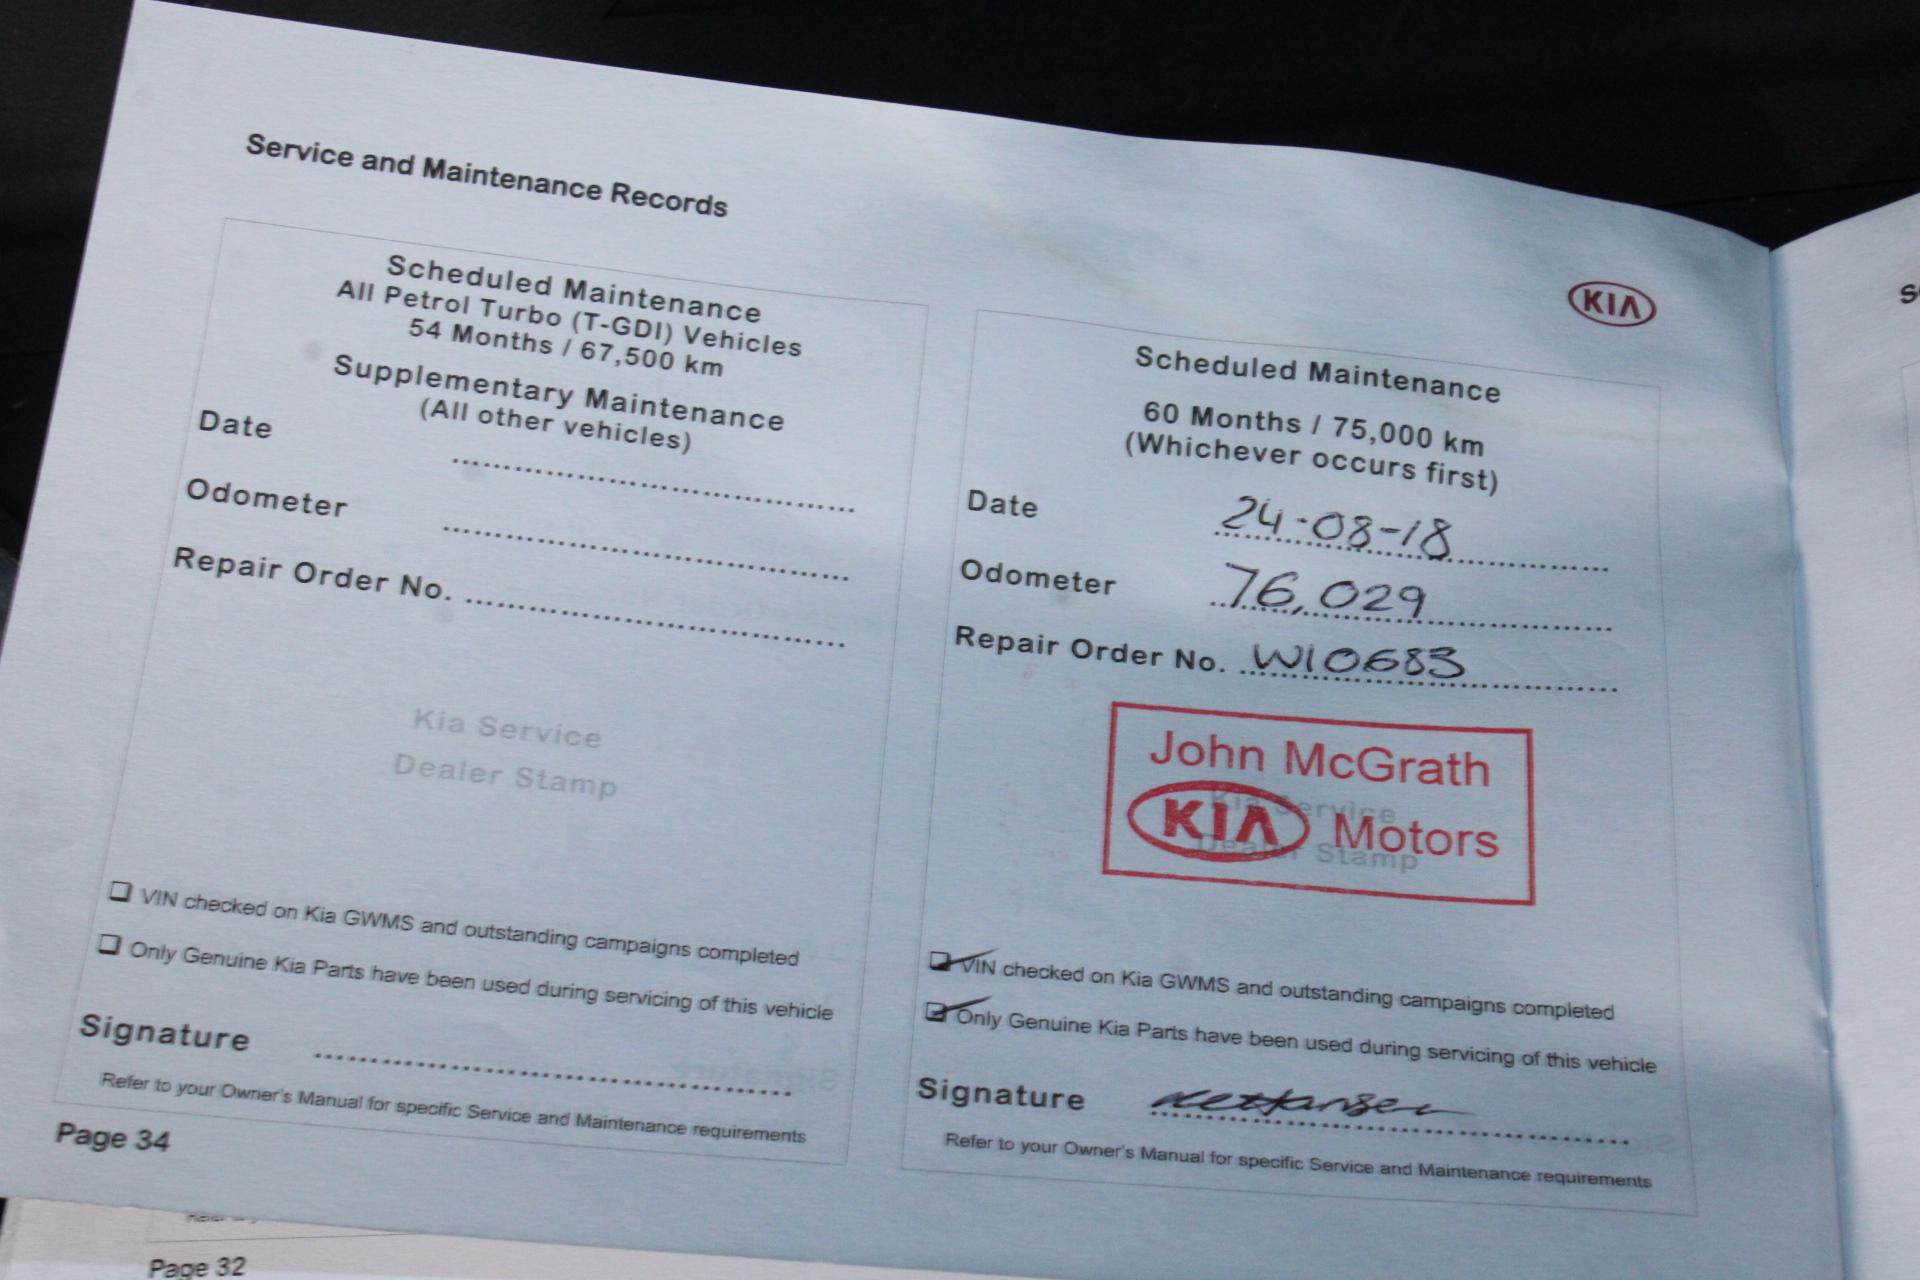 Service and Maintenance Records
Scheduled Maintenance
All Petrol Turbo (T-GDI) Vehicles
54 Months / 67,500 km
Supplementary Maintenance
(All other vehicles)
Date
Odometer
Repair Order No.
Kia Service
Dealer Stamp
VIN checked on Kia GWMS and outstanding campaigns completed
Only Genuine Kia Parts have been used during servicing of this vehicle
Signature
Refer to your Owner's Manual for specific Service and Maintenance requirements
Page 34
KIA
Scheduled Maintenance
60 Months / 75,000 km
(Whichever occurs first)
Date 24-08-18
Odometer 76,029
Repair Order No. W10683
John McGrath
KIA Motors
Kia Service
Dealer Stamp
VIN checked on Kia GWMS and outstanding campaigns completed
Only Genuine Kia Parts have been used during servicing of this vehicle
Signature
Refer to your Owner's Manual for specific Service and Maintenance requirements
Page 32